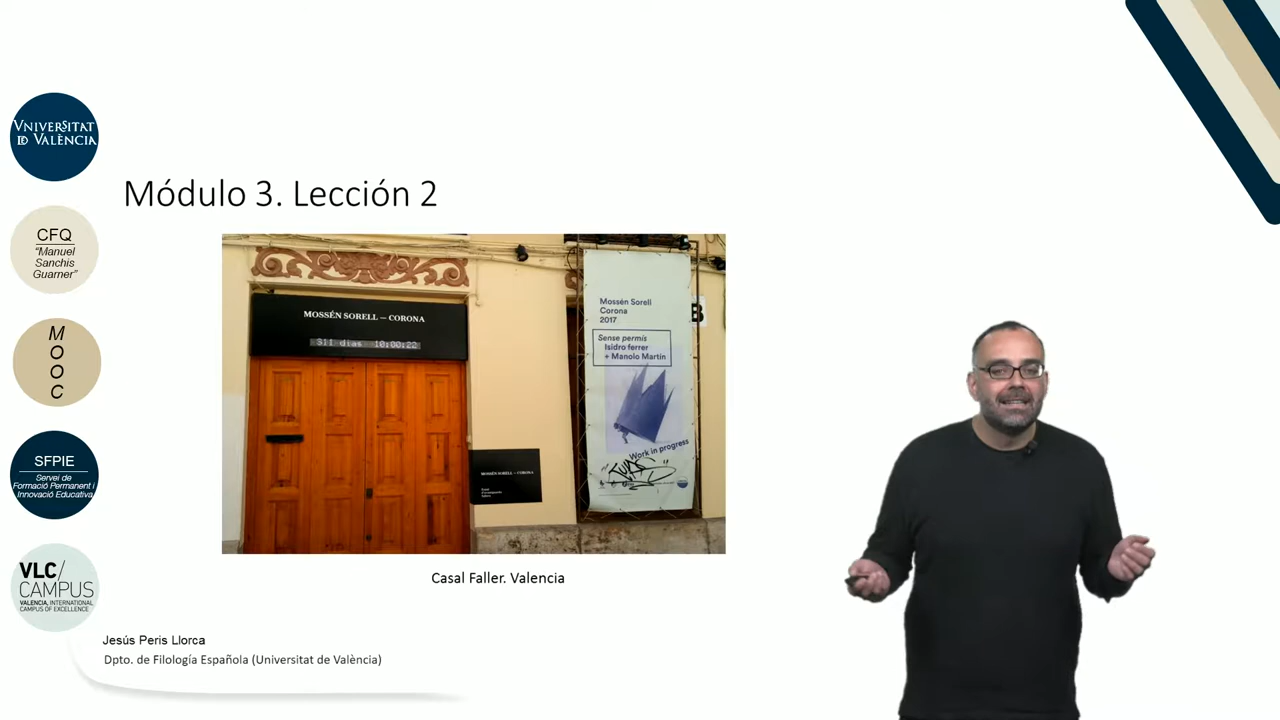 VNIVERSITAT
ID VALÈNCIA
CFQ
"Manuel
Sanchis
Guarner"
M
O
O
C
SFPIE
Servei de
Formació Permanent i
Innovació Educativa
VLC/
CAMPUS
VALENCIA, INTERNATIONAL
CAMPUS OF EXCELLENCE
Módulo 3. Lección 2
MOSSÉN SORELL – CORONA
311 dias 10:00:22
MOSSÉN SORELL – CORONA
Mossén Sorell
Corona
2017
Sense permís
Isidro ferrer
+ Manolo Martín
Work in progress
B
Casal Faller. Valencia
Jesús Peris Llorca
Dpto. de Filología Española (Universitat de València)